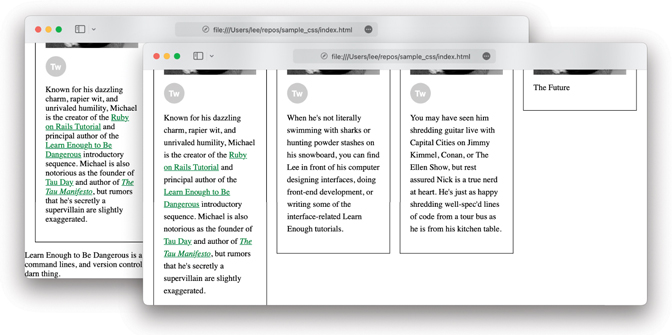 file:///Users/lee/repos/sample_css/index.html
Tw
Known for his dazzling
charm, rapier wit, and
unrivaled humility, Michael
is the creator of the Ruby
on Rails Tutorial and
principal author of the
Learn Enough to Be
Dangerous introductory
sequence. Michael is also
notorious as the founder of
Tau Day and author of The
Tau Manifesto, but rumors
that he's secretly a
supervillain are slightly
exaggerated.
Learn Enough to Be Dangerous is a
command lines, and version control
darn thing.
file:///Users/lee/repos/sample_css/index.html
Tw
Known for his dazzling
charm, rapier wit, and
unrivaled humility, Michael
is the creator of the Ruby
on Rails Tutorial and
principal author of the
Learn Enough to Be
Dangerous introductory
sequence. Michael is also
notorious as the founder of
Tau Day and author of The
Tau Manifesto, but rumors
that he's secretly a
supervillain are slightly
exaggerated.
Tw
When he's not literally
swimming with sharks or
hunting powder stashes on
his snowboard, you can find
Lee in front of his computer
designing interfaces, doing
front-end development, or
writing some of the
interface-related Learn
Enough tutorials.
Tw
You may have seen him
shredding guitar live with
Capital Cities on Jimmy
Kimmel, Conan, or The
Ellen Show, but rest
assured Nick is a true nerd
at heart. He's just as happy
shredding well-spec'd lines
of code from a tour bus as
he is from his kitchen table.
The Future